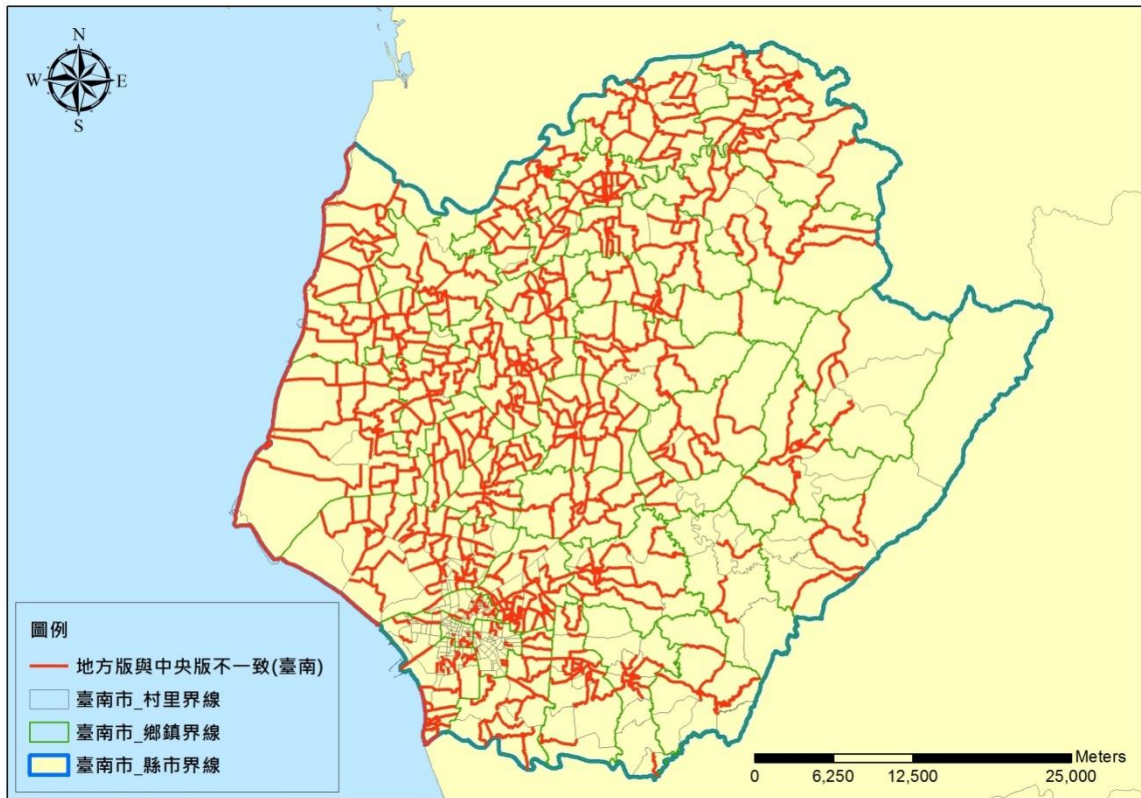 N
W E
S
圖例
地方版與中央版不一致(臺南)
臺南市_村里界線
臺南市_鄉鎮界線
臺南市_縣市界線
Meters
0 6,250 12,500 25,000